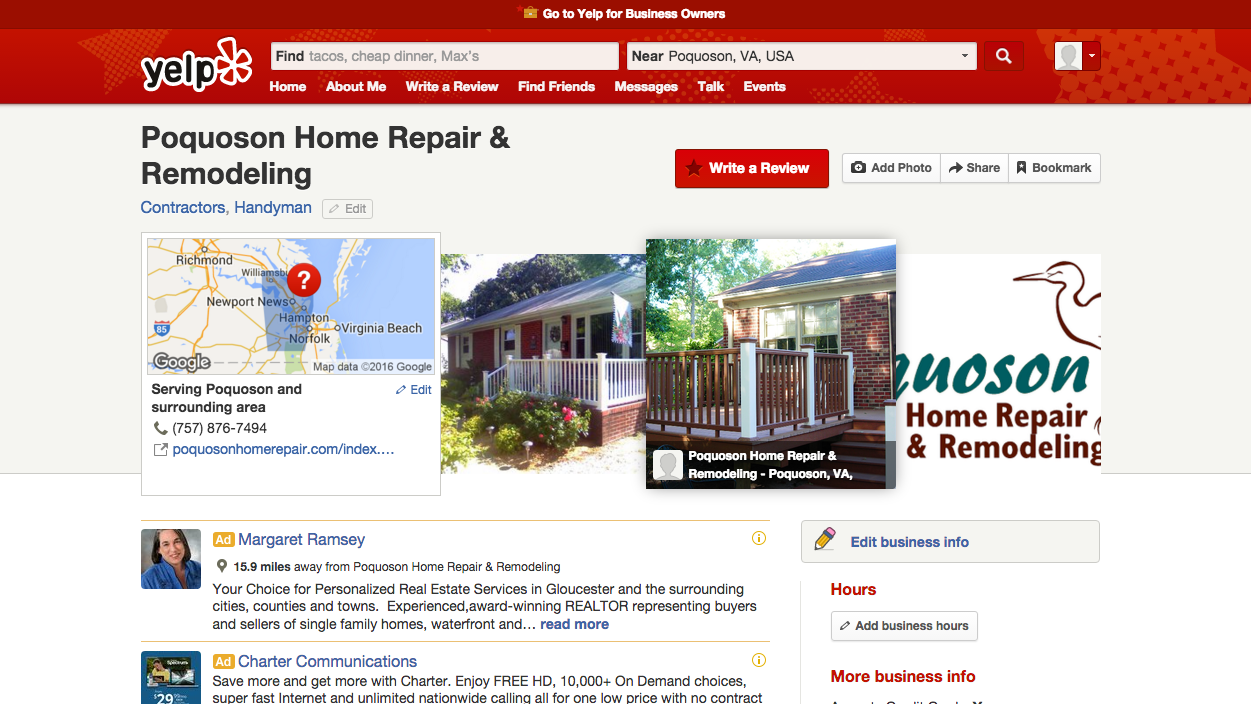 Go to Yelp for Business Owners
yelp
Find tacos, cheap dinner, Max's
Near Poquoson, VA, USA
Home About Me Write a Review Find Friends Messages Talk Events
Poquoson Home Repair &
Remodeling
Write a Review
Add Photo Share Bookmark
Contractors, Handyman Edit
Richmond
Williamsbu
?
Newport News
Hampton
85
Virginia Beach
Norfolk
Google
Map data ©2016 Google
Serving Poquoson and
surrounding area
Edit
(757) 876-7494
poquosonhomerepair.com/index.…
Poquoson Home Repair &
Remodeling - Poquoson, VA,
quoson
Home Repair
& Remodeling
Ad Margaret Ramsey
15.9 miles away from Poquoson Home Repair & Remodeling
Your Choice for Personalized Real Estate Services in Gloucester and the surrounding
cities, counties and towns. Experienced,award-winning REALTOR representing buyers
and sellers of single family homes, waterfront and… read more
Spectrum
$29
Ad Charter Communications
Save more and get more with Charter. Enjoy FREE HD, 10,000+ On Demand choices,
super fast Internet and unlimited nationwide calling all for one low price with no contract
Edit business info
Hours
Add business hours
More business info